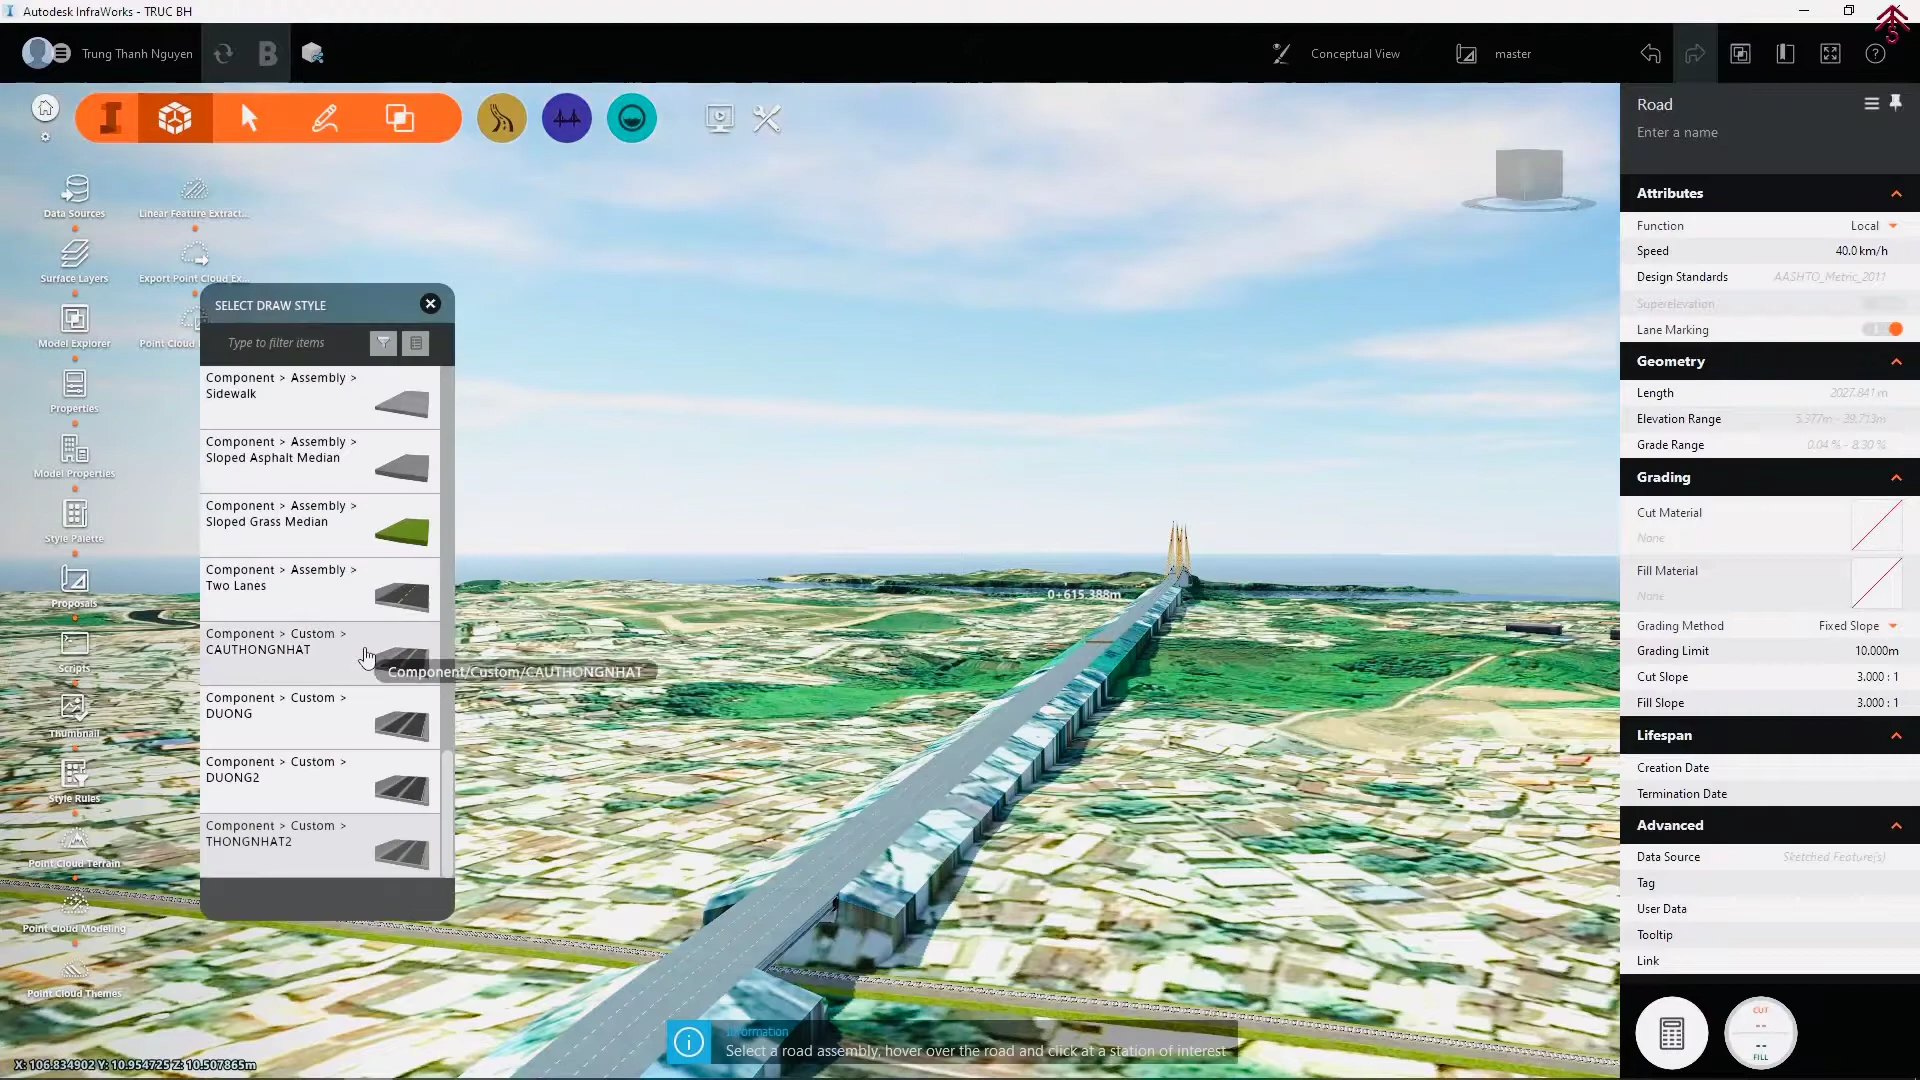 Autodesk InfraWorks - TRUC BH
Trung Thanh Nguyen
Conceptual View
master
Data Sources
Linear Feature Extract...
Surface Layers
Export Point Cloud Ex...
Model Explorer
Point Cloud
Properties
Model Properties
Style Palette
Proposals
Scripts
Thumbnail
Style Rules
Point Cloud Terrain
Point Cloud Modeling
Point Cloud Themes
SELECT DRAW STYLE
Type to filter items
Component > Assembly >
Sidewalk
Component > Assembly >
Sloped Asphalt Median
Component > Assembly >
Sloped Grass Median
Component > Assembly >
Two Lanes
Component > Custom >
CAUTHONGNHAT
Component/Custom/CAUTHONGNHAT
Component > Custom >
DUONG
Component > Custom >
DUONG2
Component > Custom >
THONGNHAT2
0+615.388m
Information
Select a road assembly, hover over the road and click at a station of interest
X: 106.834902 Y: 10.954725 Z: 10.507865m
Road
Enter a name
Attributes
Function Local
Speed 40.0 km/h
Design Standards AASHTO_Metric_2011
Superelevation
Lane Marking
Geometry
Length 2027.841 m
Elevation Range 5.377m - 39.713m
Grade Range 0.04 % - 8.30 %
Grading
Cut Material
None
Fill Material
None
Grading Method Fixed Slope
Grading Limit 10.000m
Cut Slope 3.000 : 1
Fill Slope 3.000 : 1
Lifespan
Creation Date
Termination Date
Advanced
Data Source Sketched Feature(s)
Tag
User Data
Tooltip
Link
CUT
--
--
FILL